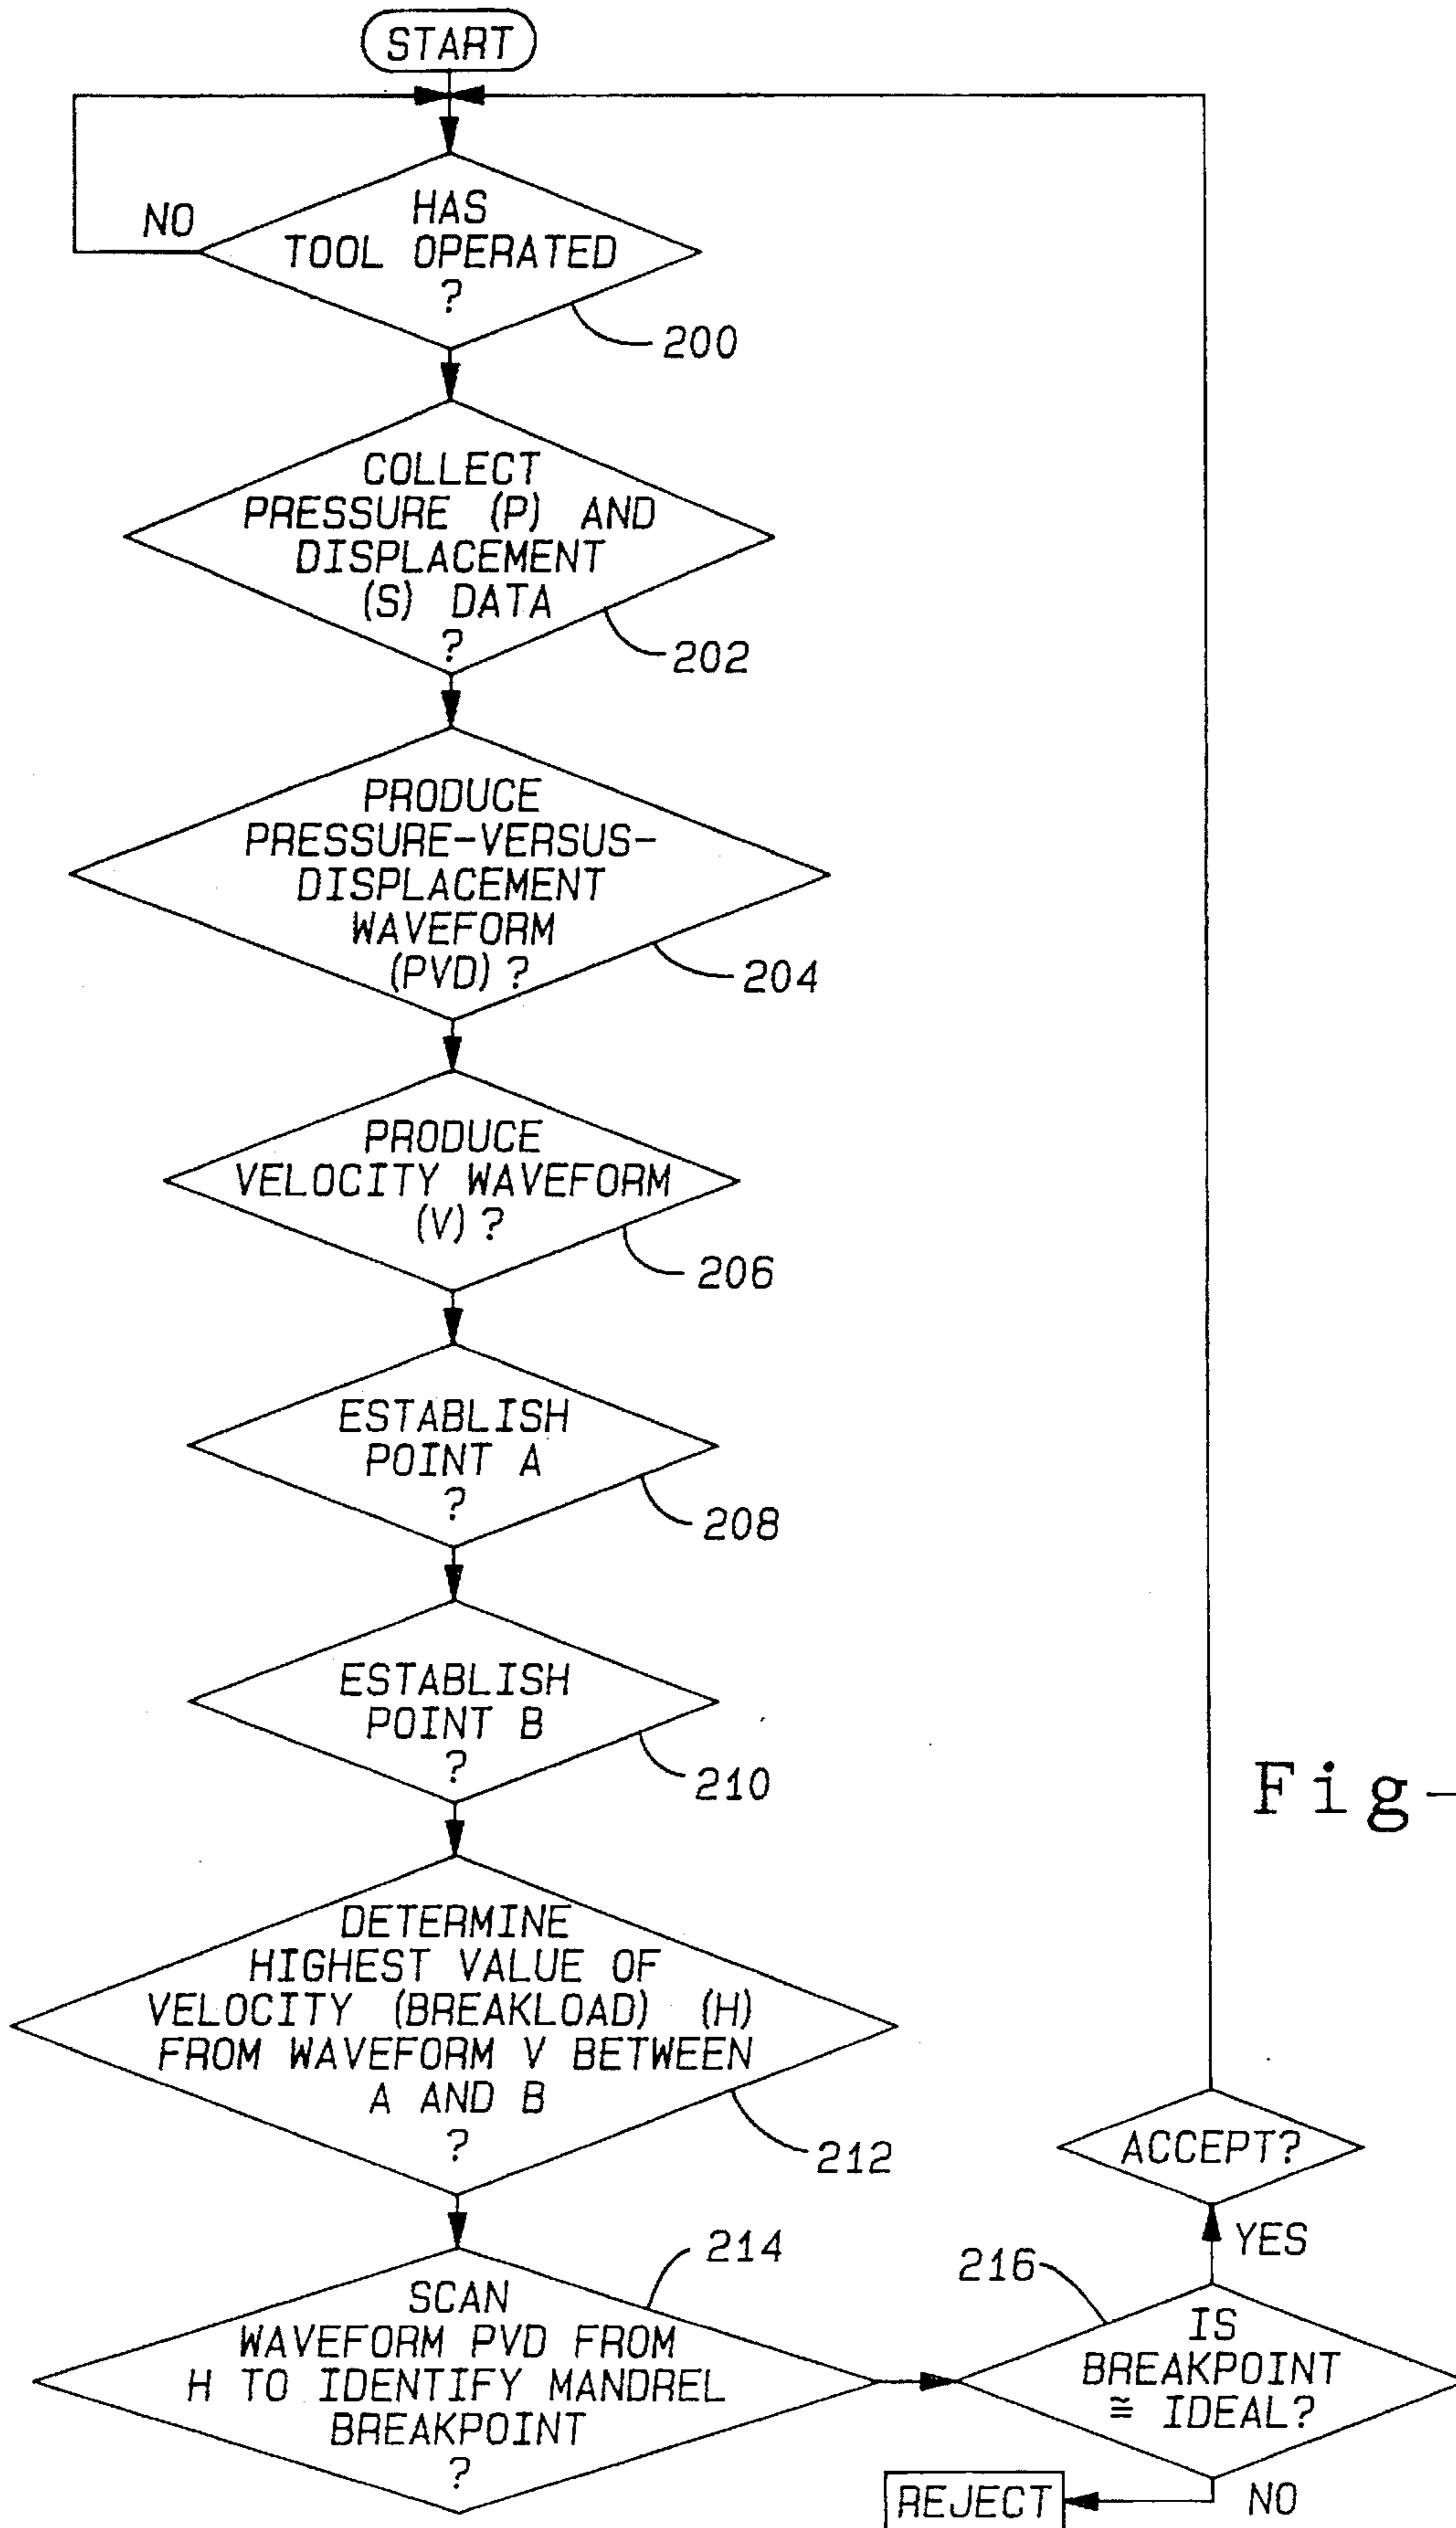 START
NO
HAS
TOOL OPERATED
?
200
COLLECT
PRESSURE (P) AND
DISPLACEMENT
(S) DATA
?
202
PRODUCE
PRESSURE-VERSUS-
DISPLACEMENT
WAVEFORM
(PVD)?
204
PRODUCE
VELOCITY WAVEFORM
(V)?
206
ESTABLISH
POINT A
?
208
ESTABLISH
POINT B
?
210
Fig-
DETERMINE
HIGHEST VALUE OF
VELOCITY (BREAKLOAD) (H)
FROM WAVEFORM V BETWEEN
A AND B
?
212
SCAN
WAVEFORM PVD FROM
H TO IDENTIFY MANDREL
BREAKPOINT
?
214
216
IS
BREAKPOINT
≅ IDEAL?
YES
ACCEPT?
NO
REJECT